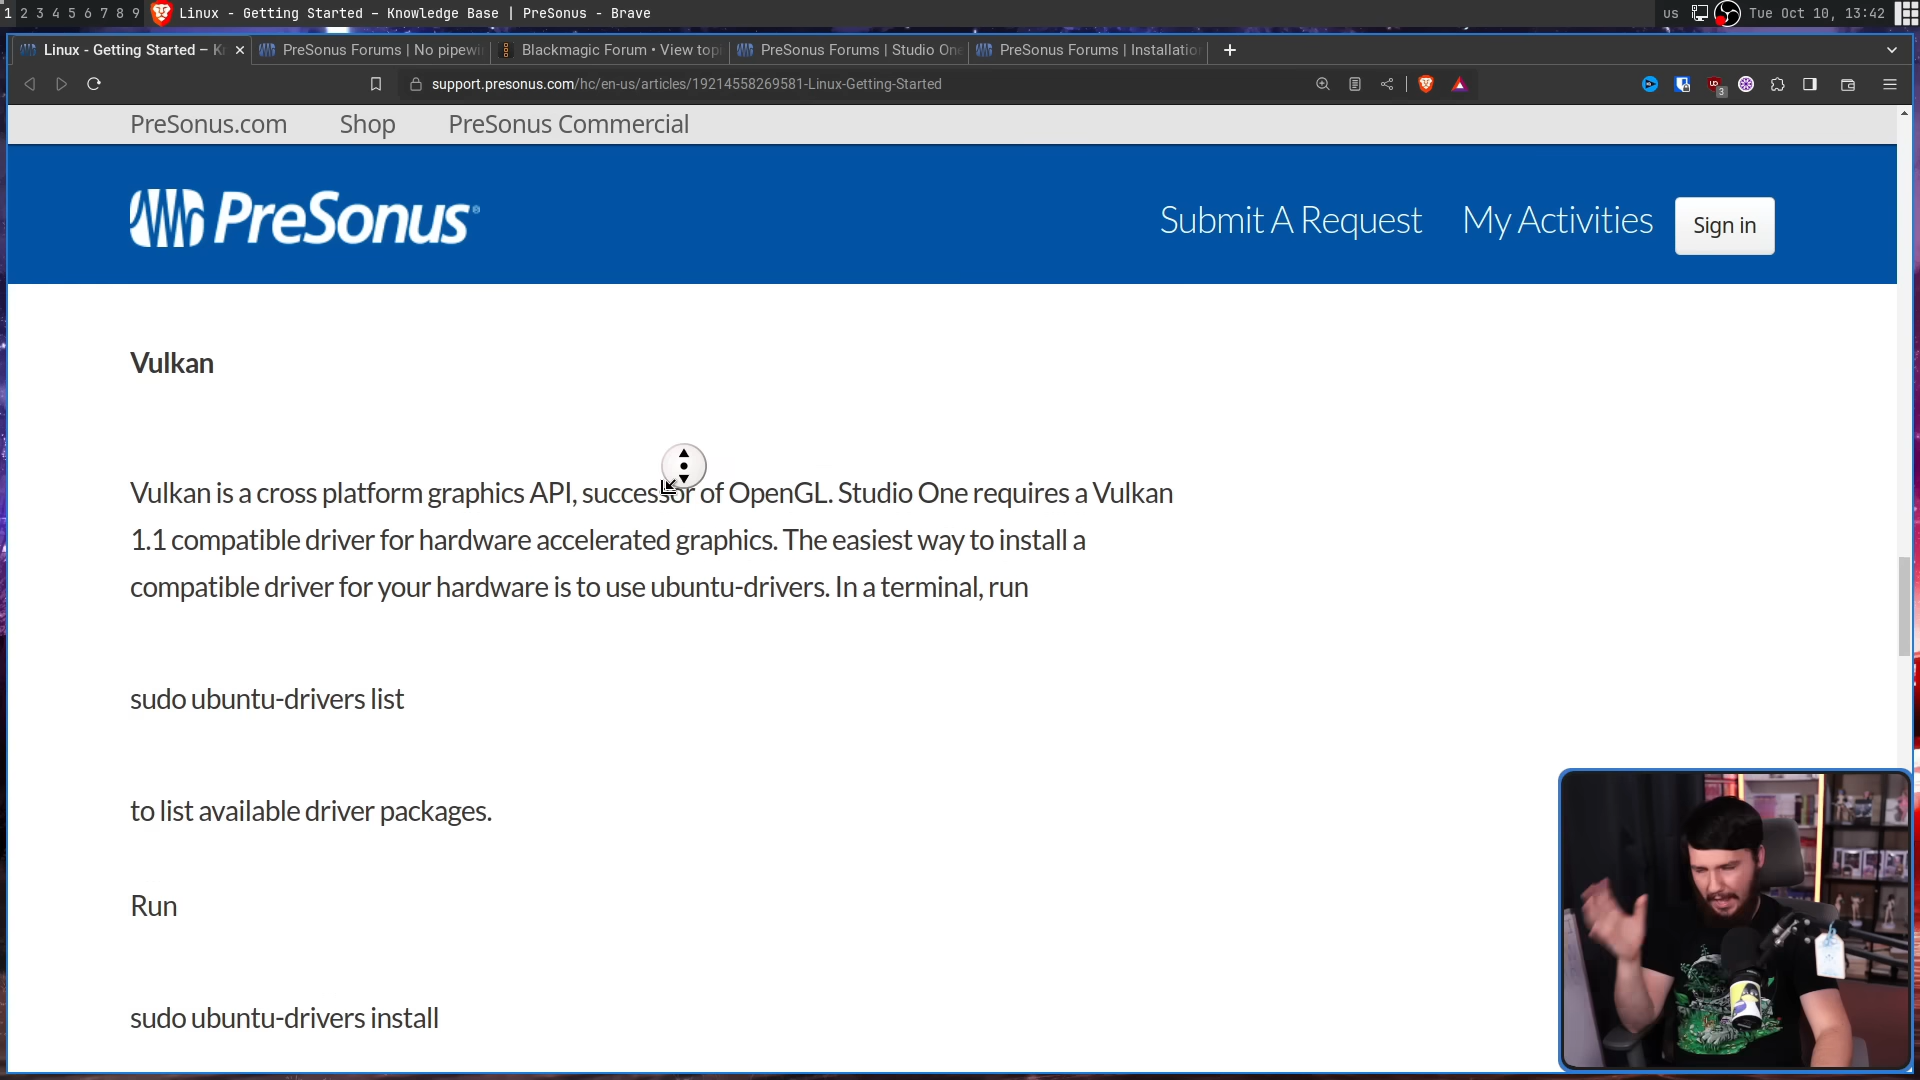 1 2 3 4 5 6 7 8 9 Linux - Getting Started – Knowledge Base | PreSonus - Brave
us Tue Oct 10, 13:42
Linux - Getting Started – K
PreSonus Forums | No pipewi
Blackmagic Forum • View topi
PreSonus Forums | Studio One
PreSonus Forums | Installatio
support.presonus.com/hc/en-us/articles/19214558269581-Linux-Getting-Started
3
PreSonus.com Shop PreSonus Commercial
PreSonus
Submit A Request My Activities Sign in
Vulkan
Vulkan is a cross platform graphics API, successor of OpenGL. Studio One requires a Vulkan
1.1 compatible driver for hardware accelerated graphics. The easiest way to install a
compatible driver for your hardware is to use ubuntu-drivers. In a terminal, run
sudo ubuntu-drivers list
to list available driver packages.
Run
sudo ubuntu-drivers install